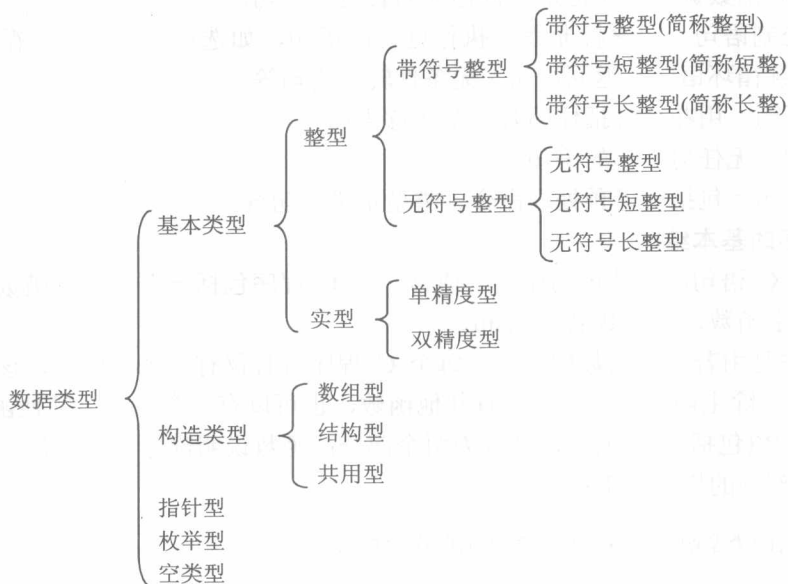 带符号整型(简称整型)
带符号整型
带符号短整型(简称短整)
带符号长整型(简称长整)
整型
无符号整型
无符号整型
无符号短整型
无符号长整型
基本类型
单精度型
实型
双精度型
数据类型
数组型
构造类型
结构型
共用型
指针型
枚举型
空类型